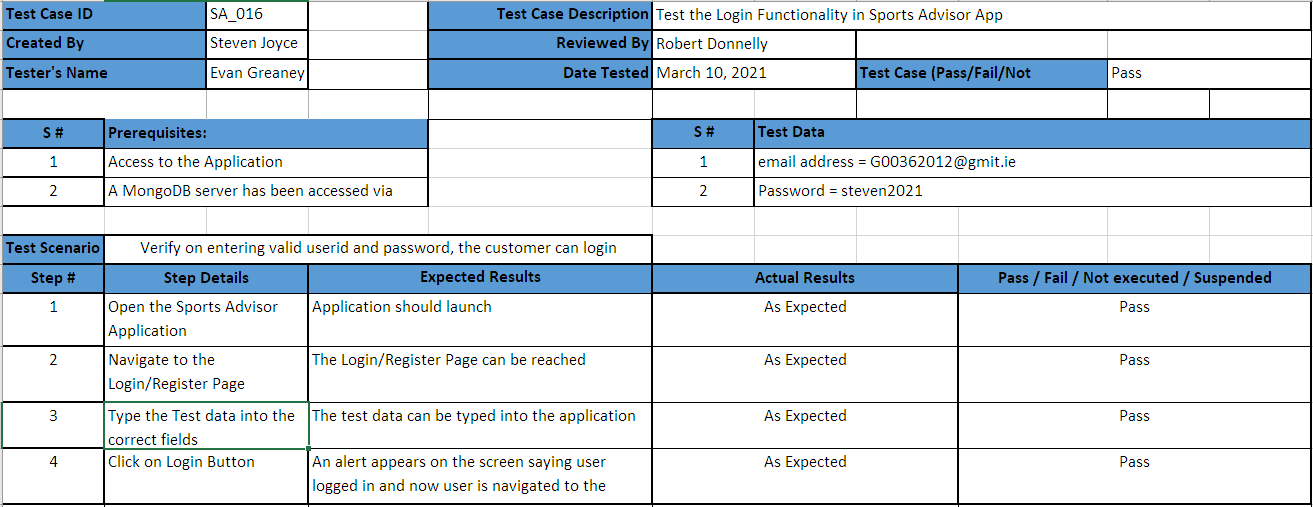 Test Case ID SA_016 Test Case Description Test the Login Functionality in Sports Advisor App
Created By Steven Joyce Reviewed By Robert Donnelly
Tester's Name Evan Greaney Date Tested March 10, 2021 Test Case (Pass/Fail/Not Pass
S # Prerequisites: S # Test Data
1 Access to the Application 1 email address = G00362012@gmit.ie
2 A MongoDB server has been accessed via 2 Password = steven2021
Test Scenario Verify on entering valid userid and password, the customer can login
Step # Step Details Expected Results Actual Results Pass / Fail / Not executed / Suspended
1 Open the Sports Advisor Application should launch As Expected Pass
Application
2 Navigate to the The Login/Register Page can be reached As Expected Pass
Login/Register Page
3 Type the Test data into the The test data can be typed into the application As Expected Pass
correct fields
4 Click on Login Button An alert appears on the screen saying user As Expected Pass
logged in and now user is navigated to the